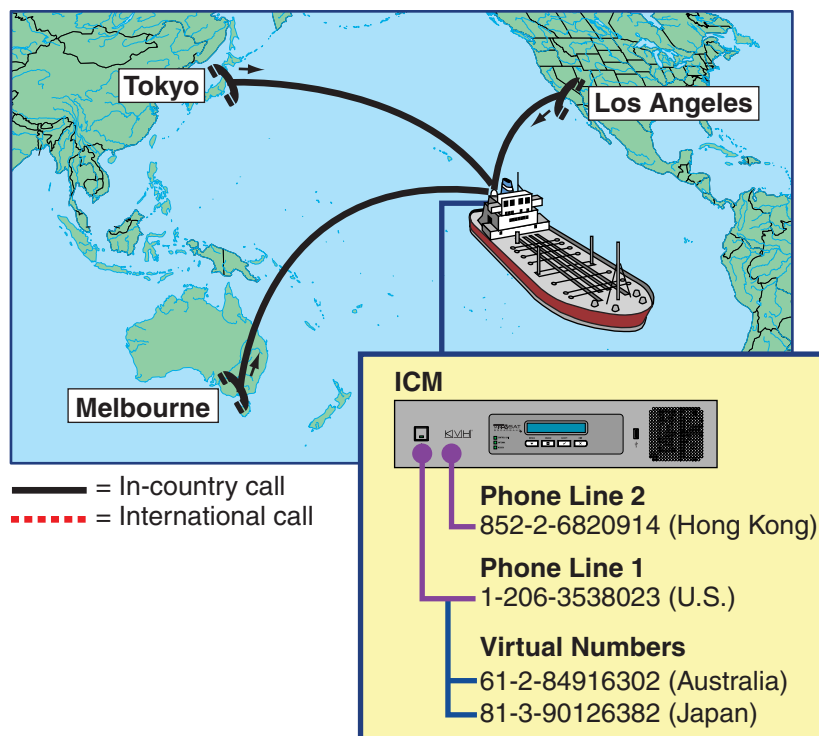 Tokyo
Los Angeles
Melbourne
ICM
KVH
= In-country call
= International call
Phone Line 2
852-2-6820914 (Hong Kong)
Phone Line 1
1-206-3538023 (U.S.)
Virtual Numbers
61-2-84916302 (Australia)
81-3-90126382 (Japan)